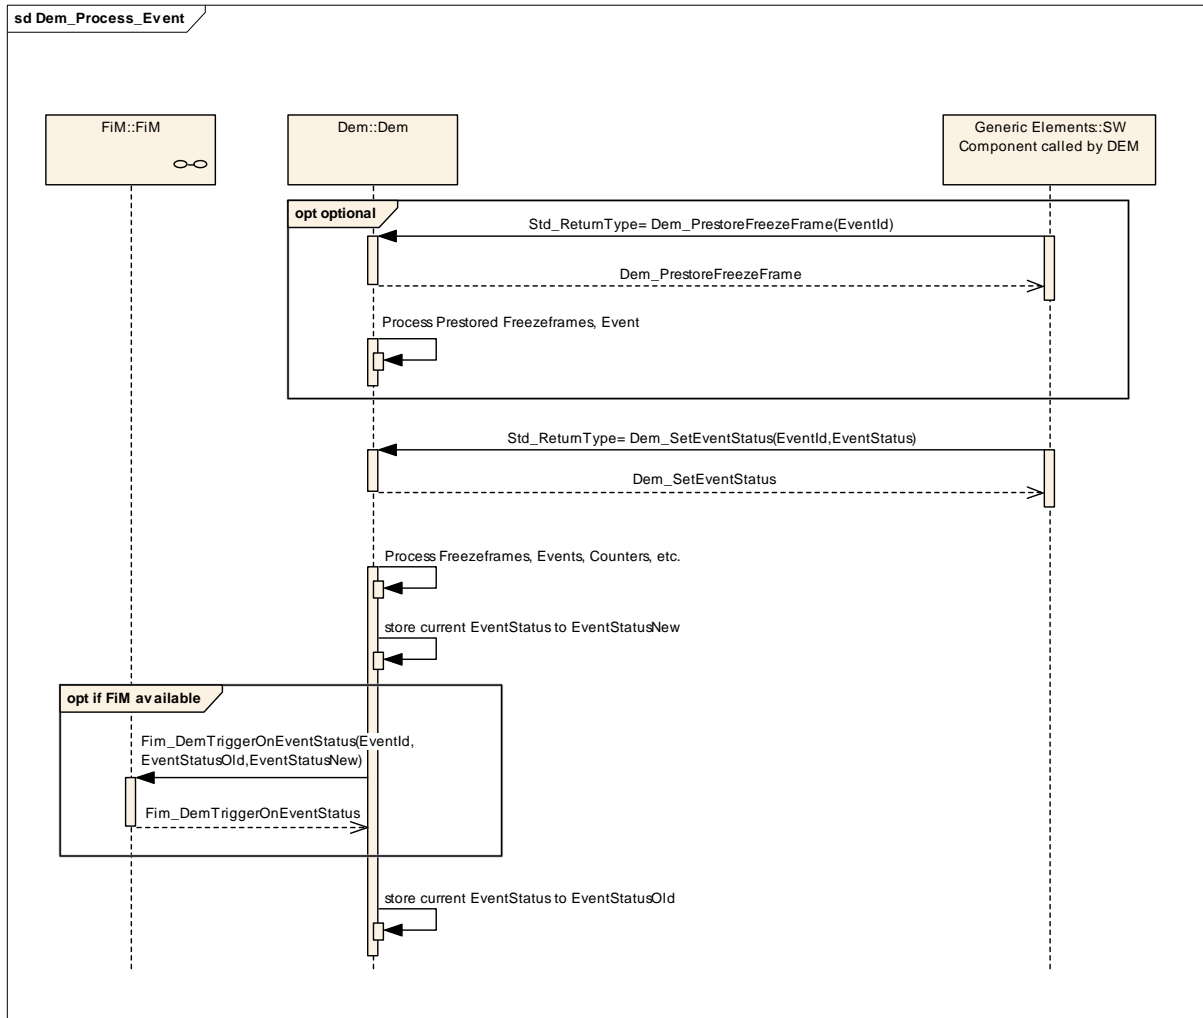 sd Dem_Process_Event
FiM::FiM
Dem::Dem
Generic Elements::SW
Component called by DEM
opt optional
Std_ReturnType= Dem_PrestoreFreezeFrame(EventId)
Dem_PrestoreFreezeFrame
Process Prestored Freezeframes, Event
Std_ReturnType= Dem_SetEventStatus(EventId,EventStatus)
Dem_SetEventStatus
Process Freezeframes, Events, Counters, etc.
store current EventStatus to EventStatusNew
opt if FiM available
Fim_DemTriggerOnEventStatus(EventId,
EventStatusOld,EventStatusNew)
Fim_DemTriggerOnEventStatus
store current EventStatus to EventStatusOld